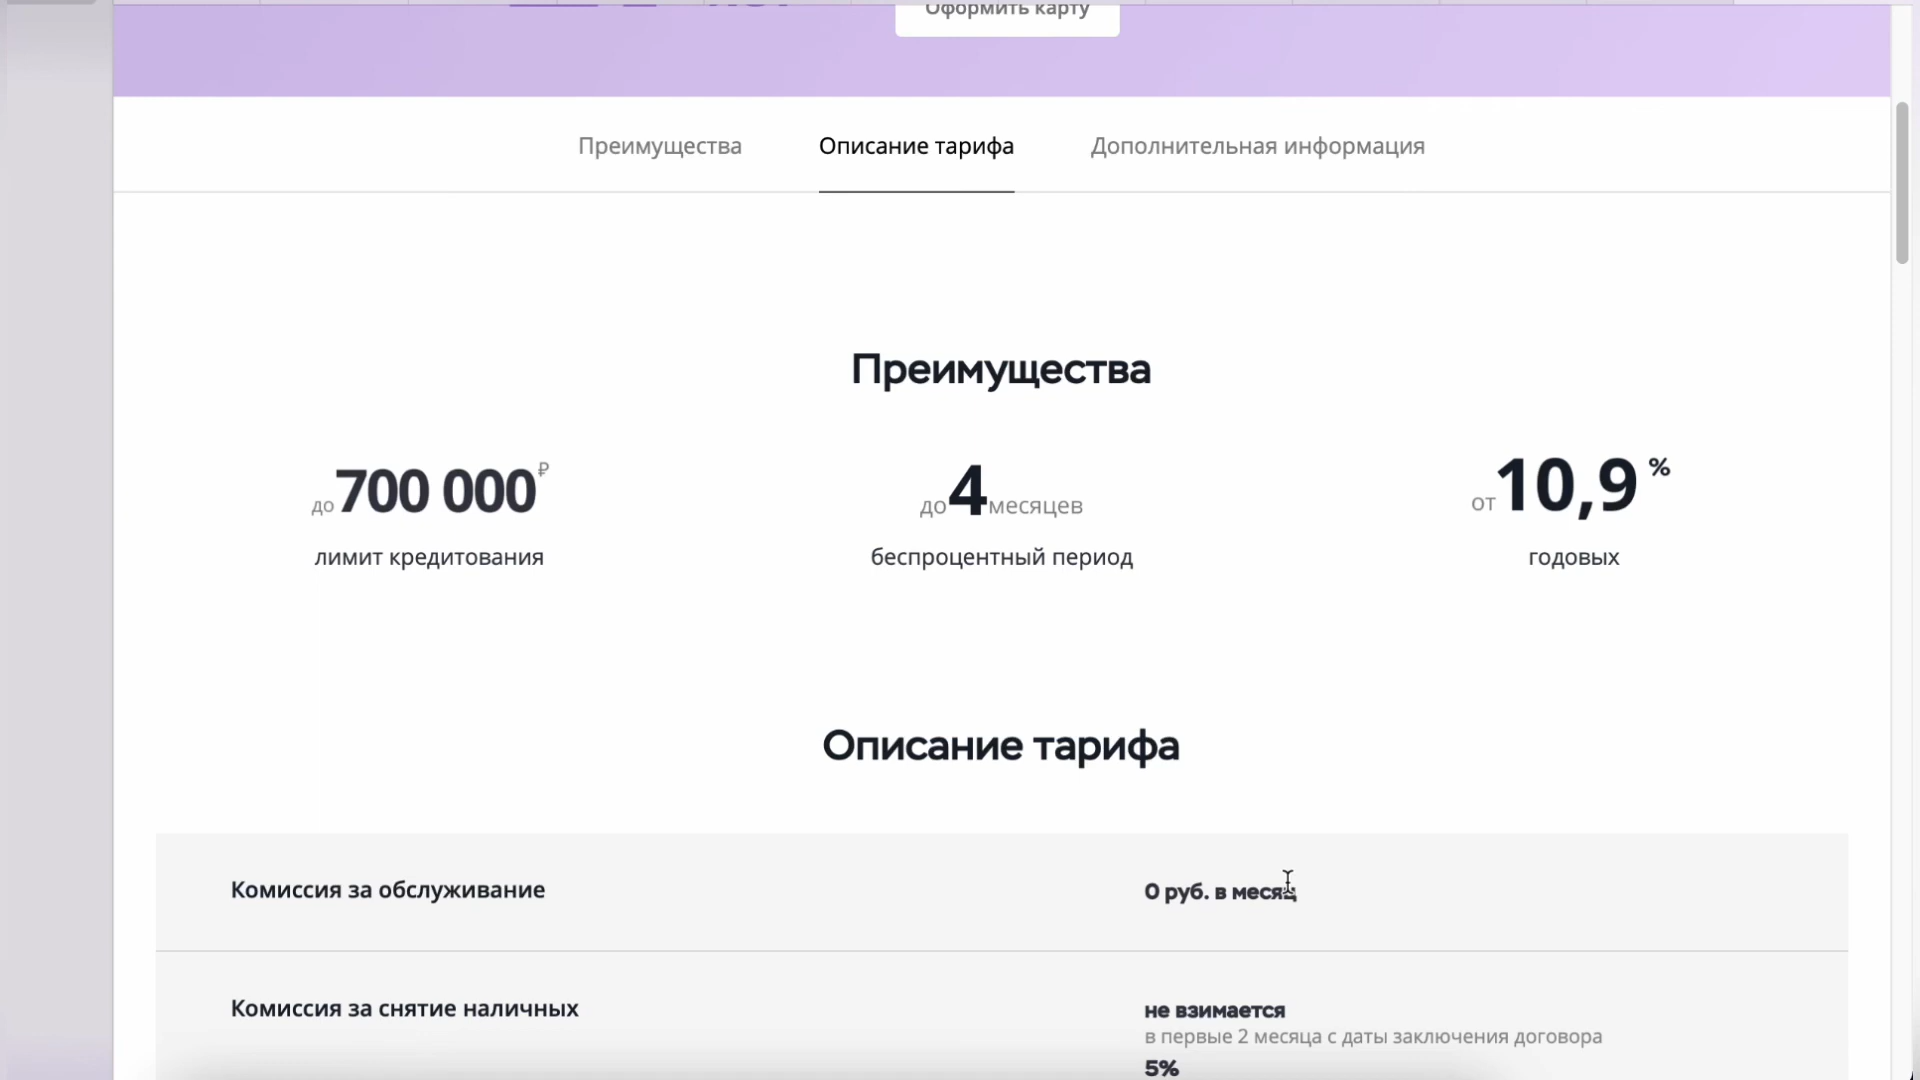 Оформить карту
Преимущества Описание тарифа Дополнительная информация
Преимущества
до 700 000 ₽
лимит кредитования
до 4 месяцев
беспроцентный период
от 10,9 %
годовых
Описание тарифа
Комиссия за обслуживание
0 руб. в месяц
Комиссия за снятие наличных
не взимается
в первые 2 месяца с даты заключения договора
5%